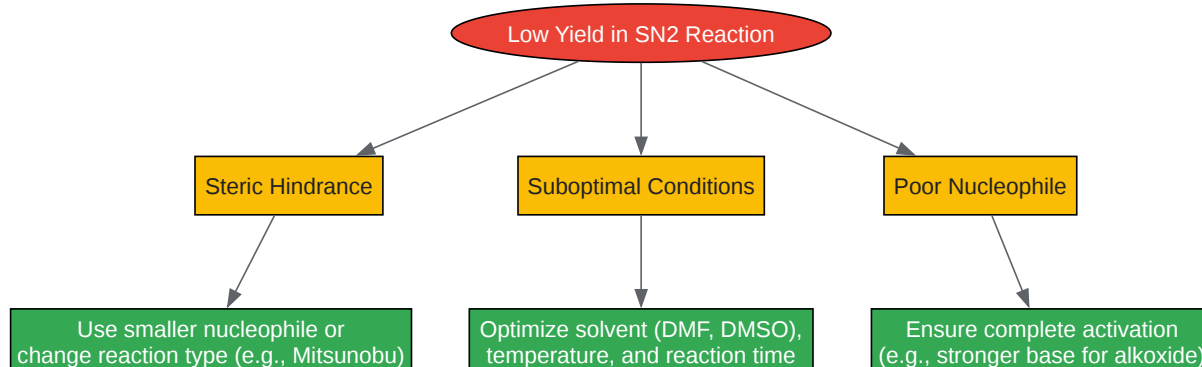 Low Yield in SN2 Reaction
Steric Hindrance
Suboptimal Conditions
Poor Nucleophile
Use smaller nucleophile or
change reaction type (e.g., Mitsunobu)
Optimize solvent (DMF, DMSO),
temperature, and reaction time
Ensure complete activation
(e.g., stronger base for alkoxide)